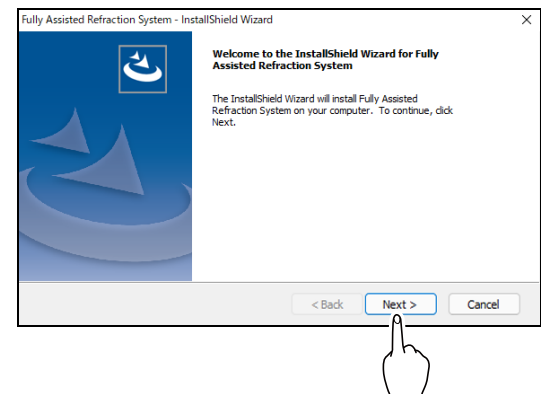 Fully Assisted Refraction System - InstallShield Wizard
Welcome to the InstallShield Wizard for Fully
Assisted Refraction System
The InstallShield Wizard will install Fully Assisted
Refraction System on your computer. To continue, click
Next.
< Back Next > Cancel